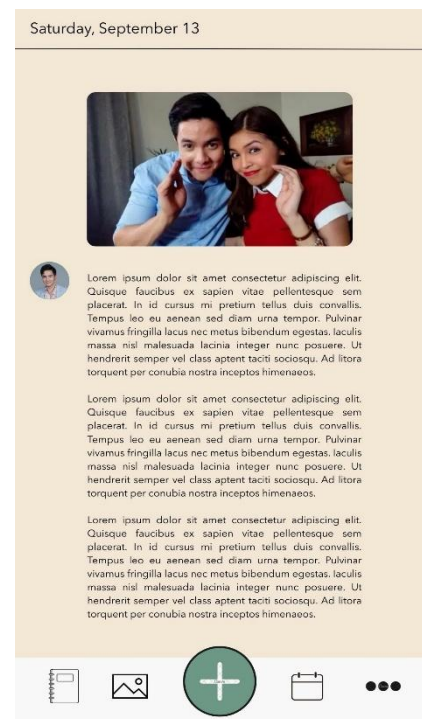 Saturday, September 13
Lorem ipsum dolor sit amet consectetur adipiscing elit.
Quisque faucibus ex sapien vitae pellentesque sem
placerat. In id cursus mi pretium tellus duis convallis.
Tempus leo eu aenean sed diam urna tempor. Pulvinar
vivamus fringilla lacus nec metus bibendum egestas. Iaculis
massa nisl malesuada lacinia integer nunc posuere. Ut
hendrerit semper vel class aptent taciti sociosqu. Ad litora
torquent per conubia nostra inceptos himenaeos.
Lorem ipsum dolor sit amet consectetur adipiscing elit.
Quisque faucibus ex sapien vitae pellentesque sem
placerat. In id cursus mi pretium tellus duis convallis.
Tempus leo eu aenean sed diam urna tempor. Pulvinar
vivamus fringilla lacus nec metus bibendum egestas. Iaculis
massa nisl malesuada lacinia integer nunc posuere. Ut
hendrerit semper vel class aptent taciti sociosqu. Ad litora
torquent per conubia nostra inceptos himenaeos.
Lorem ipsum dolor sit amet consectetur adipiscing elit.
Quisque faucibus ex sapien vitae pellentesque sem
placerat. In id cursus mi pretium tellus duis convallis.
Tempus leo eu aenean sed diam urna tempor. Pulvinar
vivamus fringilla lacus nec metus bibendum egestas. Iaculis
massa nisl malesuada lacinia integer nunc posuere. Ut
hendrerit semper vel class aptent taciti sociosqu. Ad litora
torquent per conubia nostra inceptos himenaeos.